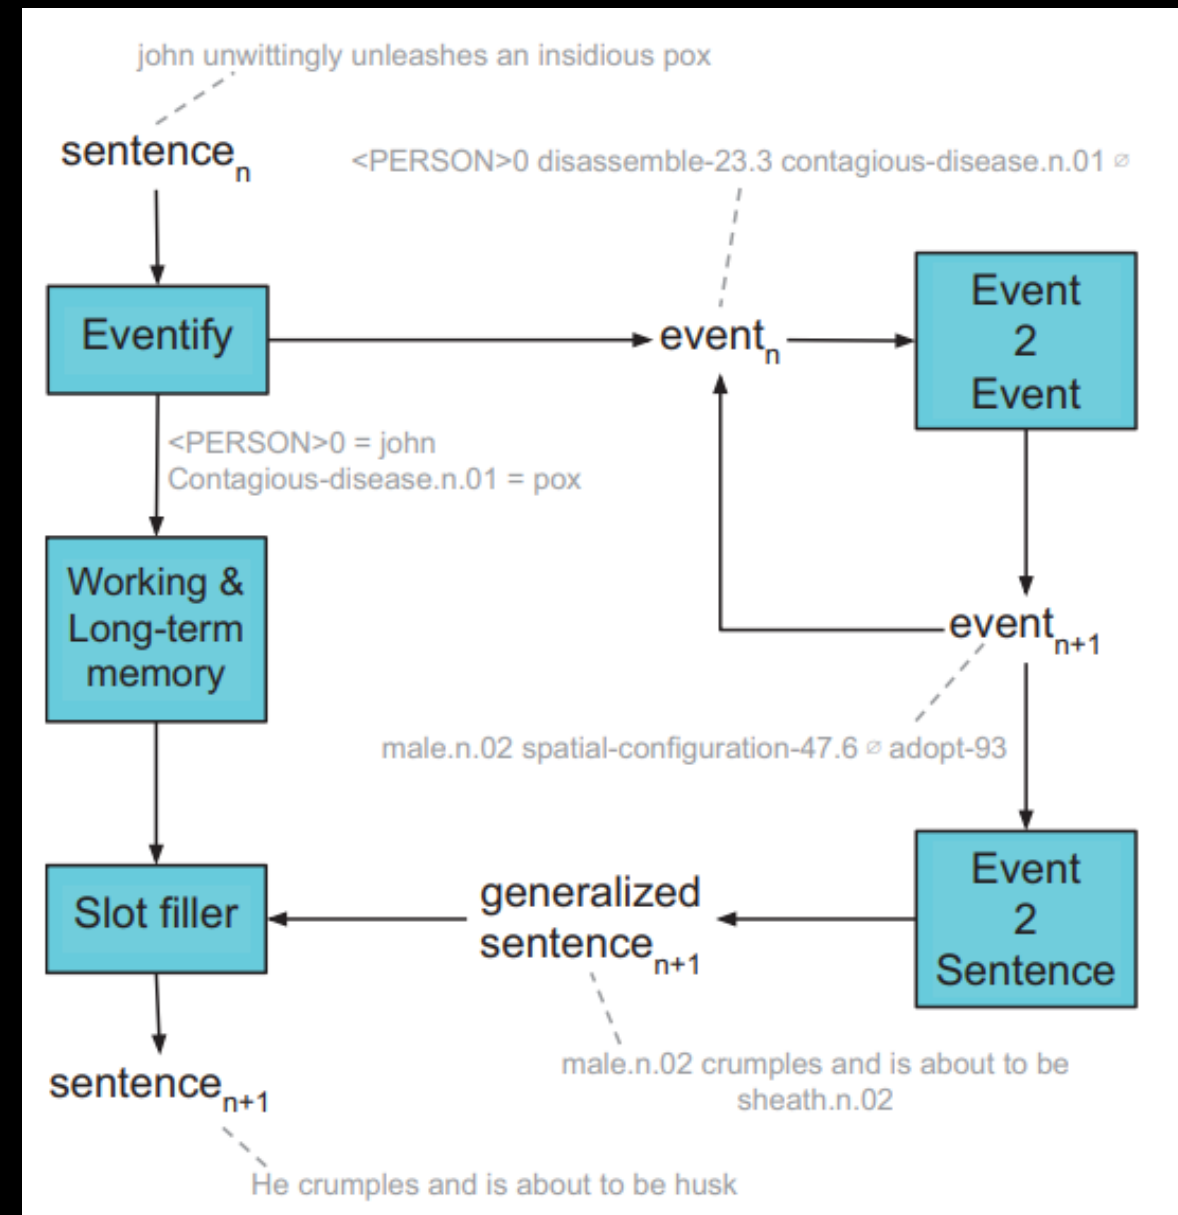 john unwittingly unleashes an insidious pox
sentence_n
<PERSON>0 disassemble-23.3 contagious-disease.n.01 ∅
Eventify
event_n
Event
2
Event
<PERSON>0 = john
Contagious-disease.n.01 = pox
Working &
Long-term
memory
event_n+1
male.n.02 spatial-configuration-47.6 ∅ adopt-93
Slot filler
generalized
sentence_n+1
Event
2
Sentence
male.n.02 crumples and is about to be
sheath.n.02
sentence_n+1
He crumples and is about to be husk